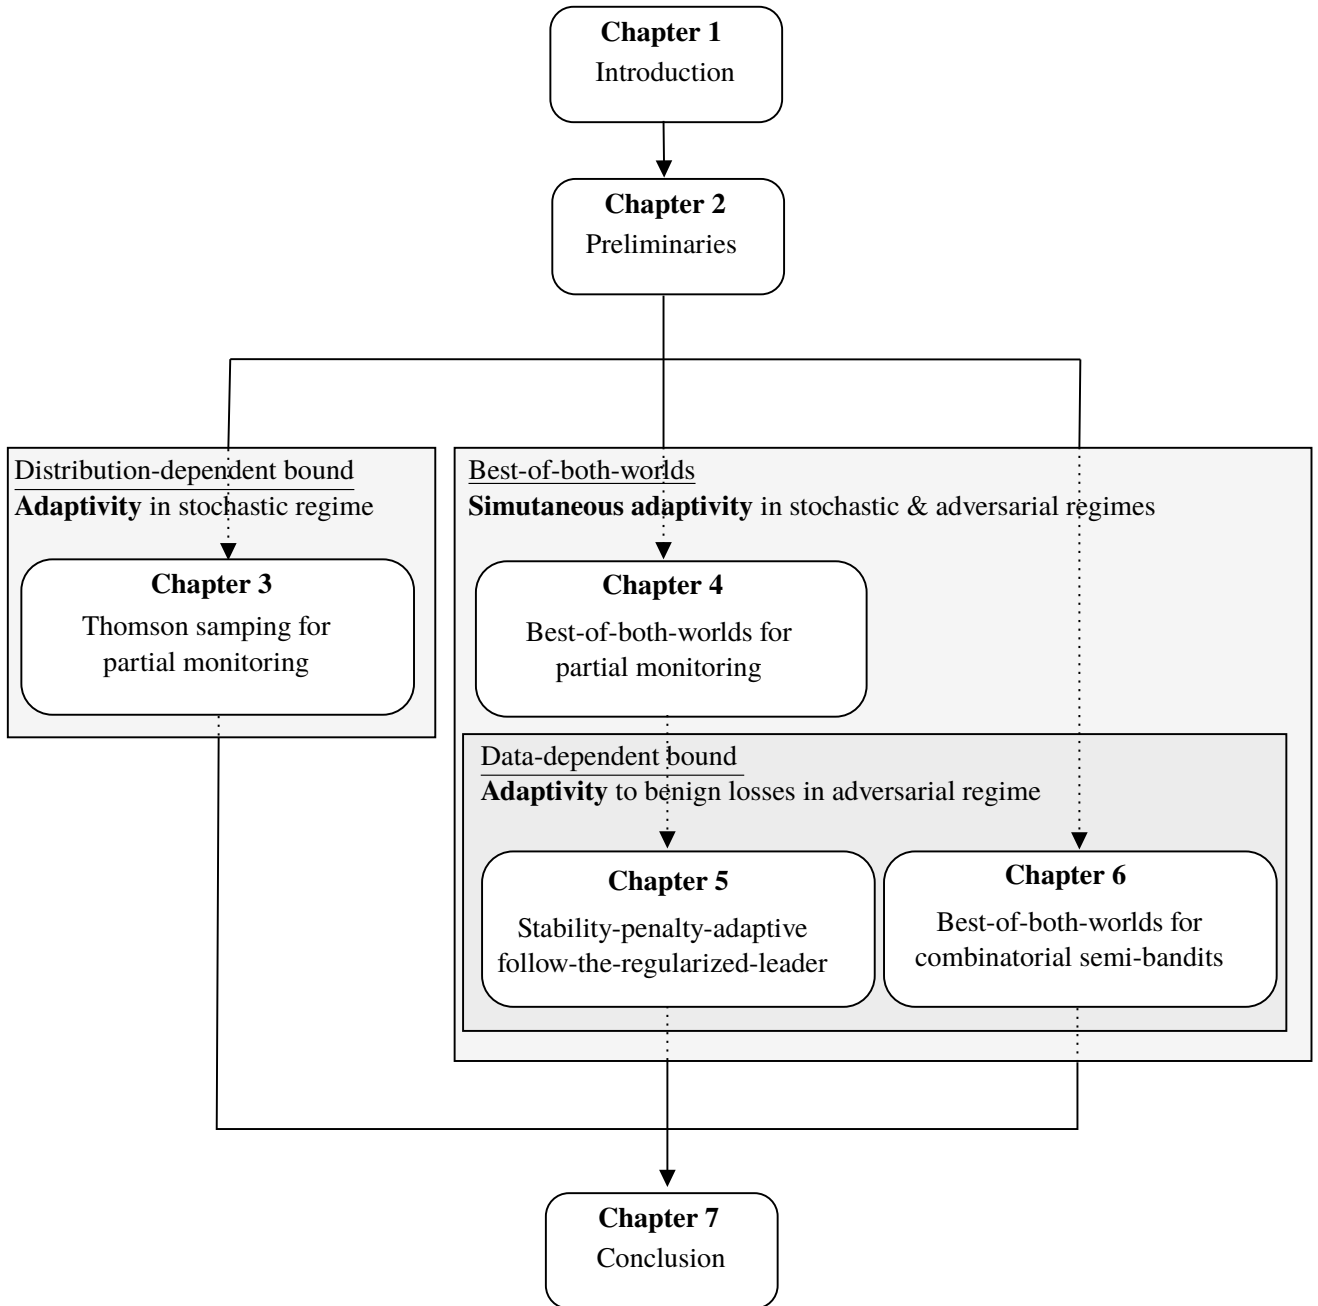 Chapter 1
Introduction
Chapter 2
Preliminaries
Distribution-dependent bound
Adaptivity in stochastic regime
Chapter 3
Thomson samping for
partial monitoring
Best-of-both-worlds
Simutaneous adaptivity in stochastic & adversarial regimes
Chapter 4
Best-of-both-worlds for
partial monitoring
Data-dependent bound
Adaptivity to benign losses in adversarial regime
Chapter 5
Stability-penalty-adaptive
follow-the-regularized-leader
Chapter 6
Best-of-both-worlds for
combinatorial semi-bandits
Chapter 7
Conclusion